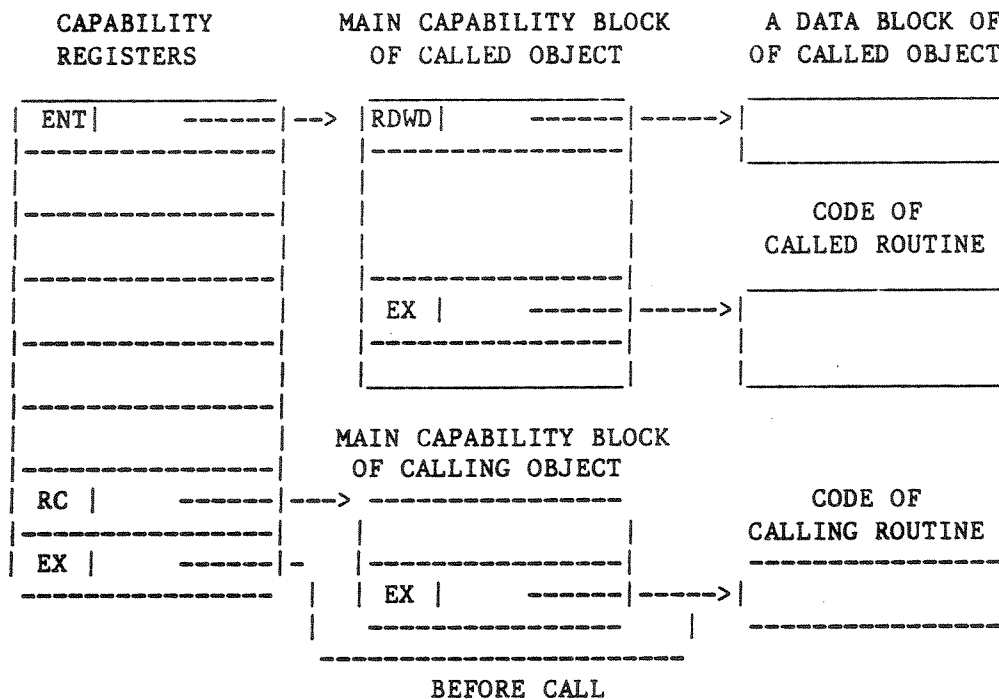 CAPABILITY REGISTERS
MAIN CAPABILITY BLOCK OF CALLED OBJECT
A DATA BLOCK OF OF CALLED OBJECT
ENT
RDWD
CODE OF CALLED ROUTINE
EX
MAIN CAPABILITY BLOCK OF CALLING OBJECT
RC
CODE OF CALLING ROUTINE
EX
EX
BEFORE CALL